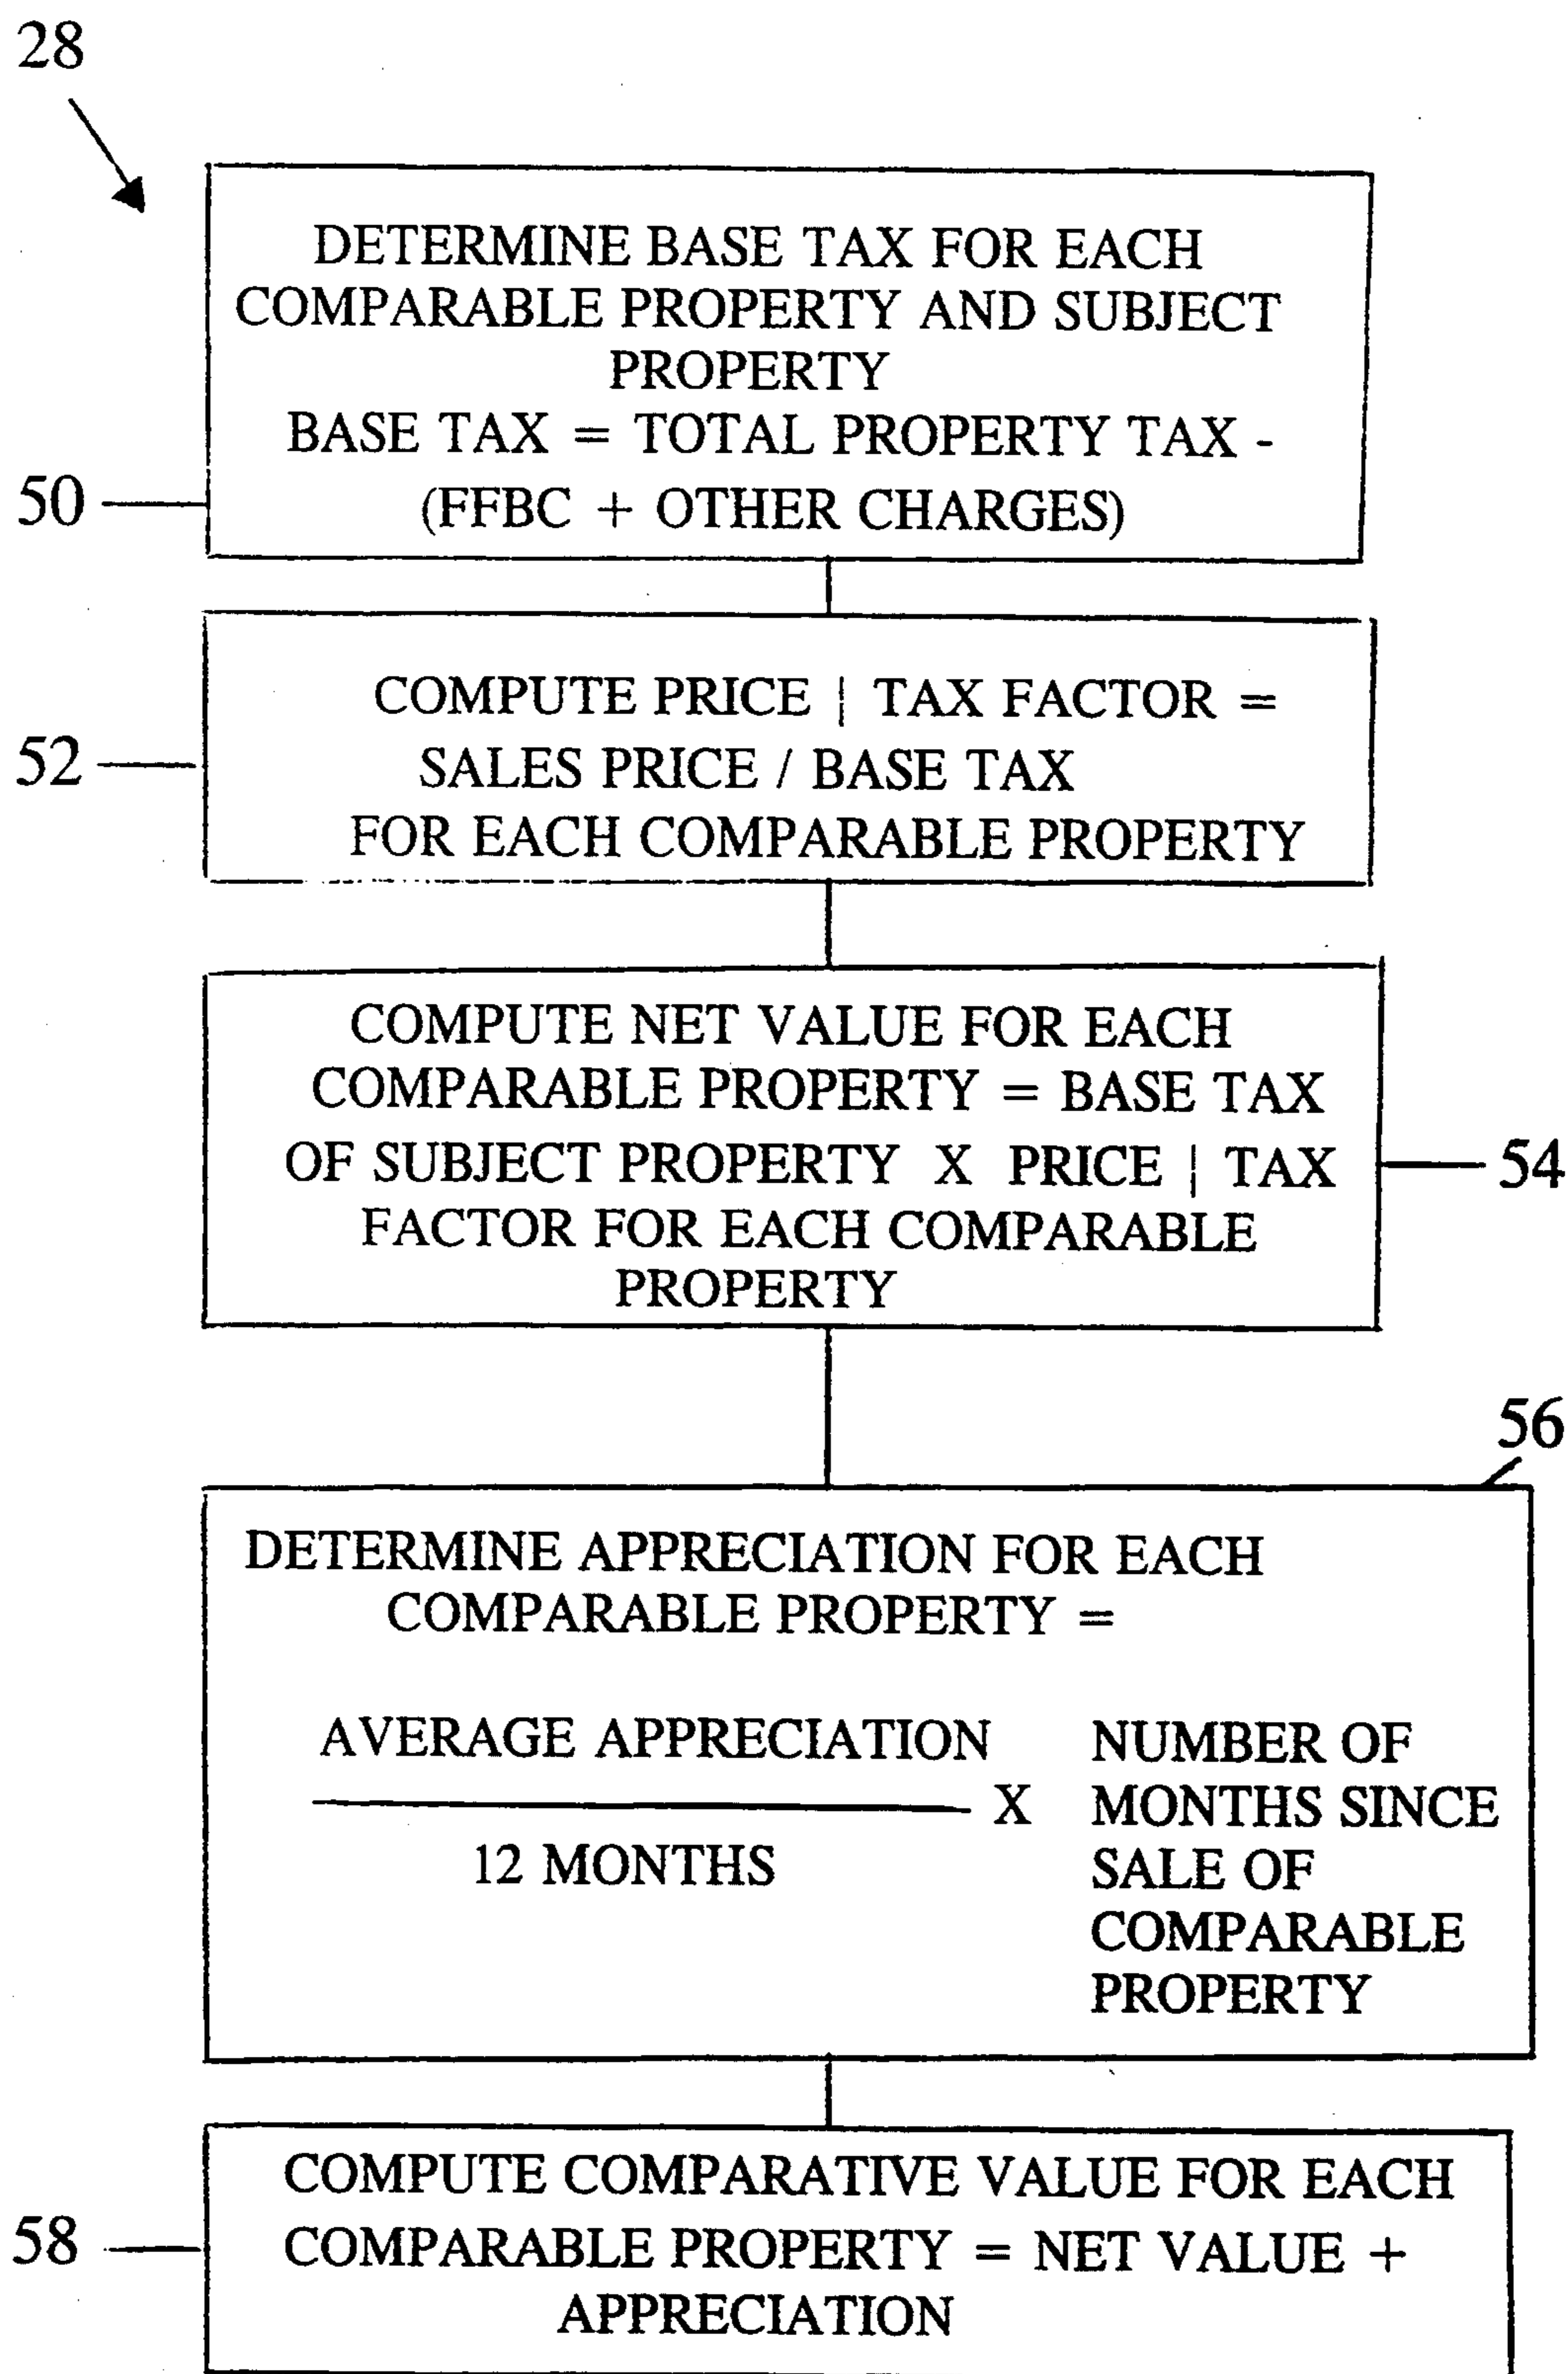 28
DETERMINE BASE TAX FOR EACH
COMPARABLE PROPERTY AND SUBJECT
PROPERTY
BASE TAX = TOTAL PROPERTY TAX -
(FFBC + OTHER CHARGES)
50
COMPUTE PRICE | TAX FACTOR =
SALES PRICE / BASE TAX
FOR EACH COMPARABLE PROPERTY
52
COMPUTE NET VALUE FOR EACH
COMPARABLE PROPERTY = BASE TAX
OF SUBJECT PROPERTY X PRICE | TAX
FACTOR FOR EACH COMPARABLE
PROPERTY
54
56
DETERMINE APPRECIATION FOR EACH
COMPARABLE PROPERTY =
AVERAGE APPRECIATION
12 MONTHS
X
NUMBER OF
MONTHS SINCE
SALE OF
COMPARABLE
PROPERTY
COMPUTE COMPARATIVE VALUE FOR EACH
COMPARABLE PROPERTY = NET VALUE +
APPRECIATION
58